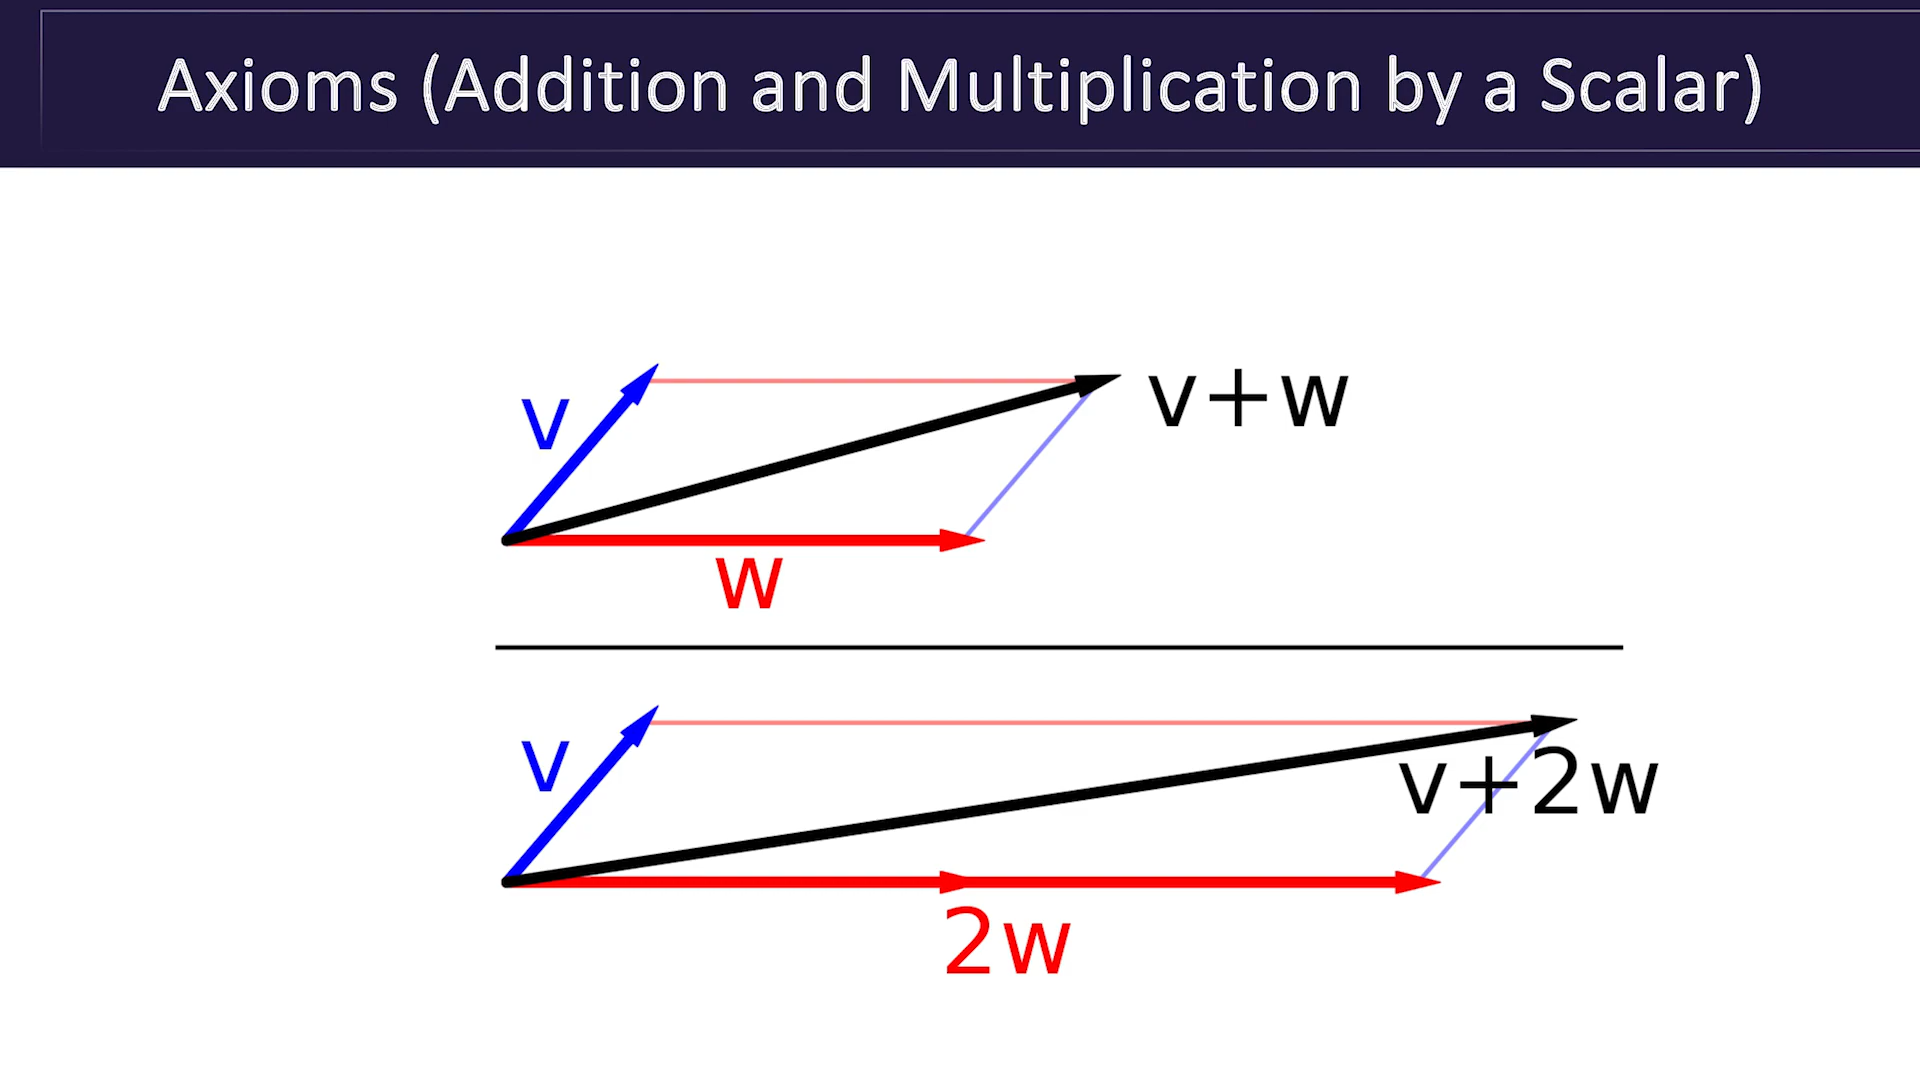 Axioms (Addition and Multiplication by a Scalar)
v
v+w
w
v
v+2w
2w